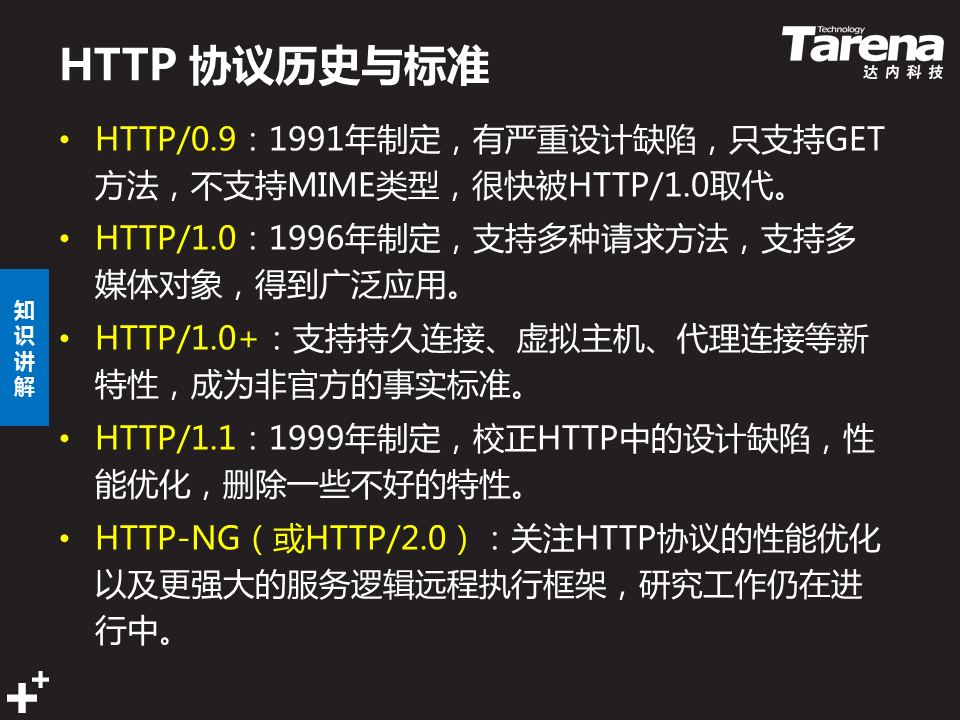 HTTP 协议历史与标准
Technology
Tarena
达内科技
• HTTP/0.9：1991年制定，有严重设计缺陷，只支持GET
方法，不支持MIME类型，很快被HTTP/1.0取代。
• HTTP/1.0：1996年制定，支持多种请求方法，支持多
媒体对象，得到广泛应用。
• HTTP/1.0+：支持持久连接、虚拟主机、代理连接等新
特性，成为非官方的事实标准。
• HTTP/1.1：1999年制定，校正HTTP中的设计缺陷，性
能优化，删除一些不好的特性。
• HTTP-NG（或HTTP/2.0）：关注HTTP协议的性能优化
以及更强大的服务逻辑远程执行框架，研究工作仍在进
行中。
知
识
讲
解